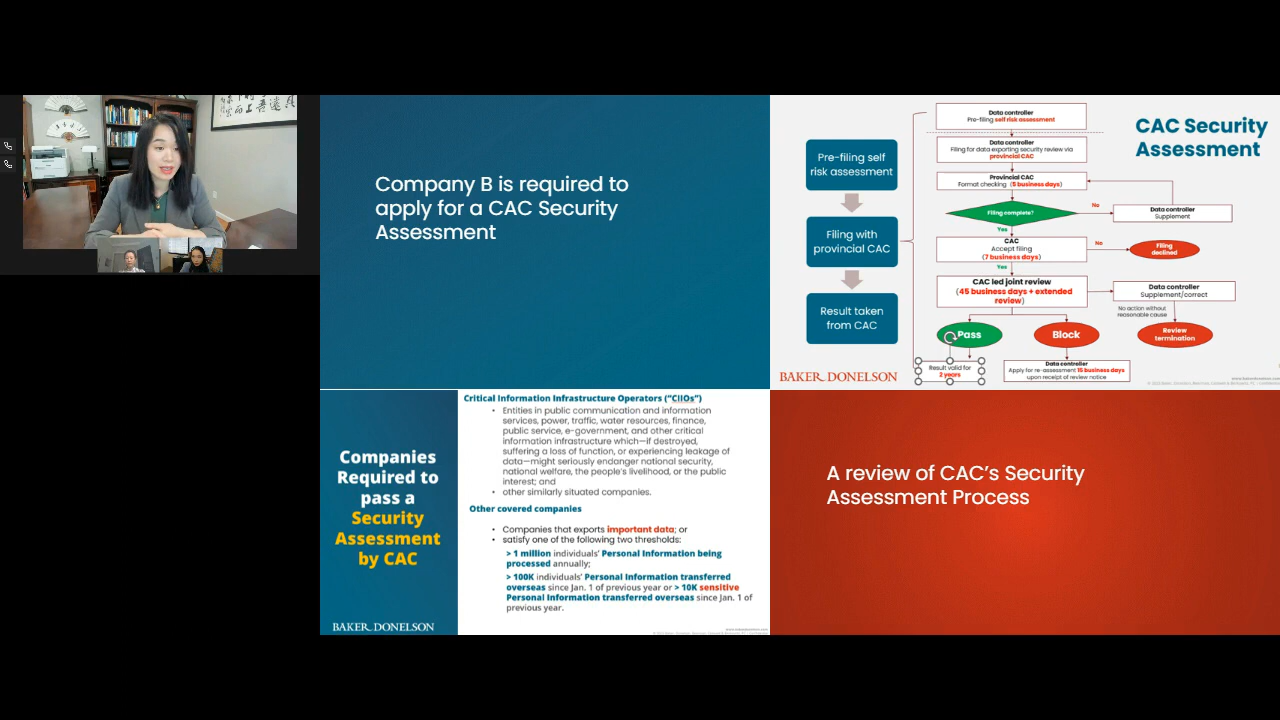 Company B is required to
apply for a CAC Security
Assessment
CAC Security
Assessment
Pre-filing self
risk assessment
Filing with
provincial CAC
Result taken
from CAC
Data controller
Pre-filing self risk assessment
Data controller
Filing for data exporting security review via
provincial CAC
Provincial CAC
Format checking (5 business days)
Filing complete?
No
Data controller
Supplement
Yes
CAC
Accept filing
(7 business days)
No
Filing
declined
Yes
CAC led joint review
(45 business days + extended
review)
Data controller
Supplement/correct
No action without
reasonable cause
Pass
Block
Review
termination
Result valid for
2 years
Data controller
Apply for re-assessment 15 business days
upon receipt of review notice
BAKER DONELSON
Companies
Required to
pass a
Security
Assessment
by CAC
BAKER DONELSON
Critical Information Infrastructure Operators ("CIIOs")
• Entities in public communication and information
services, power, traffic, water resources, finance,
public service, e-government, and other critical
information infrastructure which—if destroyed,
suffering a loss of function, or experiencing leakage of
data—might seriously endanger national security,
national welfare, the people's livelihood, or the public
interest; and
• other similarly situated companies.
Other covered companies
• Companies that exports important data; or
• satisfy one of the following two thresholds:
> 1 million individuals' Personal Information being
processed annually;
> 100K individuals' Personal Information transferred
overseas since Jan. 1 of previous year or > 10K sensitive
Personal Information transferred overseas since Jan. 1 of
previous year.
A review of CAC's Security
Assessment Process